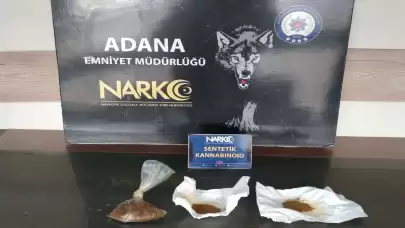 ADANA
EMNİYET MÜDÜRLÜĞÜ
NARKO
NARKO
SENTETİK
KANNABİNOİD